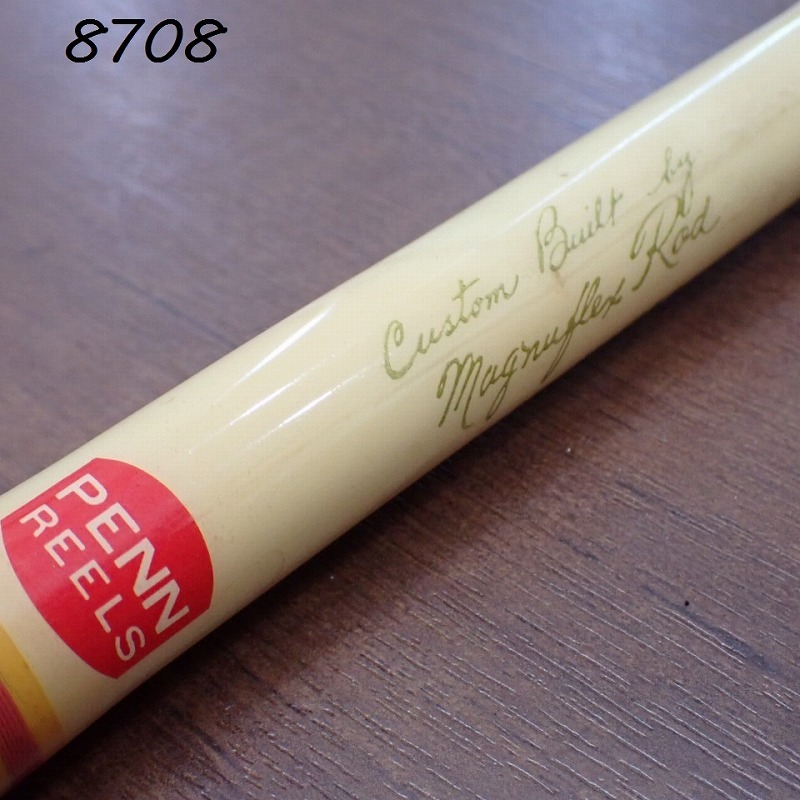 8708
Custom Built by
Magnuflex Rod
PENN
REELS